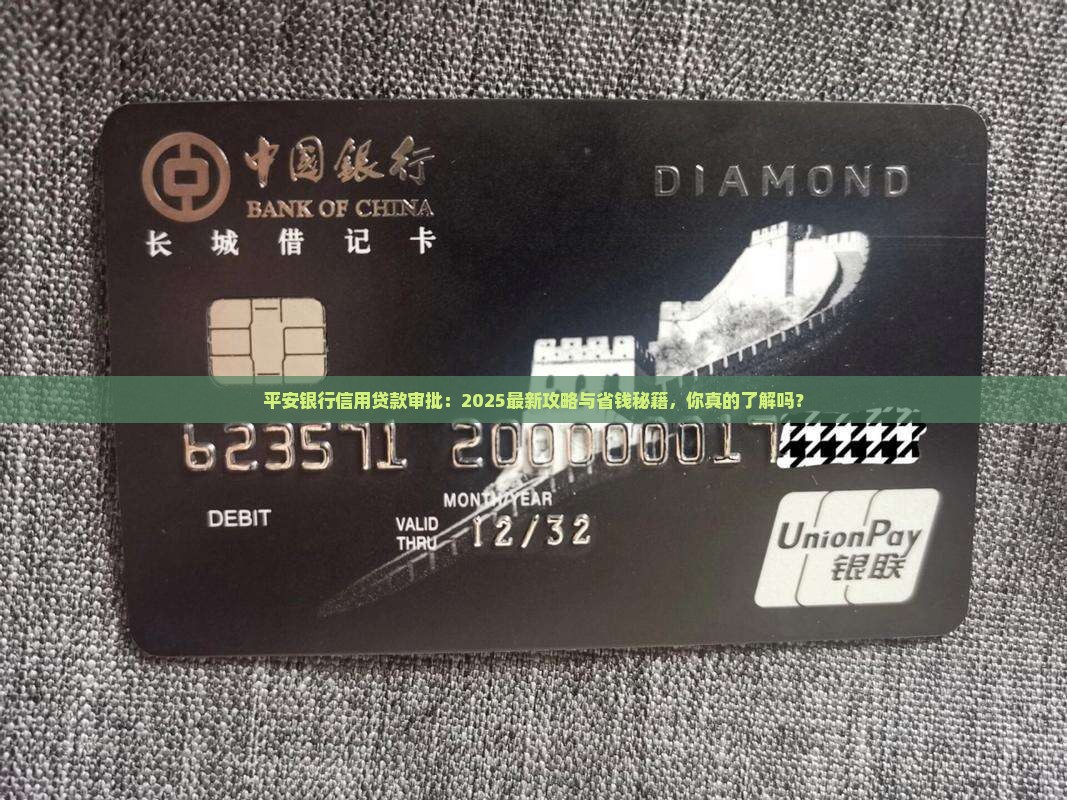 中国銀行
BANK OF CHINA
长城借记卡
DIAMOND
平安银行信用贷款审批：2025最新攻略与省钱秘籍，你真的了解吗？
623571 200000017
MONTH/YEAR
DEBIT
VALID THRU 12/32
UnionPay
银联